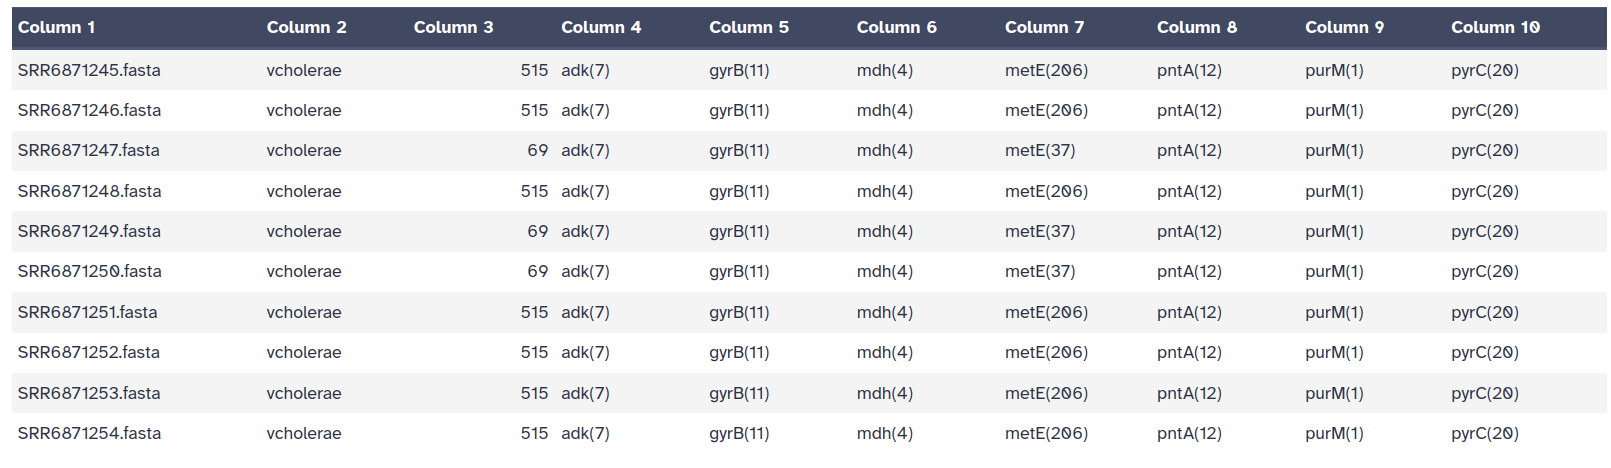 Column 1 Column 2 Column 3 Column 4 Column 5 Column 6 Column 7 Column 8 Column 9 Column 10
SRR6871245.fasta vcholerae 515 adk(7) gyrB(11) mdh(4) metE(206) pntA(12) purM(1) pyrC(20)
SRR6871246.fasta vcholerae 515 adk(7) gyrB(11) mdh(4) metE(206) pntA(12) purM(1) pyrC(20)
SRR6871247.fasta vcholerae 69 adk(7) gyrB(11) mdh(4) metE(37) pntA(12) purM(1) pyrC(20)
SRR6871248.fasta vcholerae 515 adk(7) gyrB(11) mdh(4) metE(206) pntA(12) purM(1) pyrC(20)
SRR6871249.fasta vcholerae 69 adk(7) gyrB(11) mdh(4) metE(37) pntA(12) purM(1) pyrC(20)
SRR6871250.fasta vcholerae 69 adk(7) gyrB(11) mdh(4) metE(37) pntA(12) purM(1) pyrC(20)
SRR6871251.fasta vcholerae 515 adk(7) gyrB(11) mdh(4) metE(206) pntA(12) purM(1) pyrC(20)
SRR6871252.fasta vcholerae 515 adk(7) gyrB(11) mdh(4) metE(206) pntA(12) purM(1) pyrC(20)
SRR6871253.fasta vcholerae 515 adk(7) gyrB(11) mdh(4) metE(206) pntA(12) purM(1) pyrC(20)
SRR6871254.fasta vcholerae 515 adk(7) gyrB(11) mdh(4) metE(206) pntA(12) purM(1) pyrC(20)